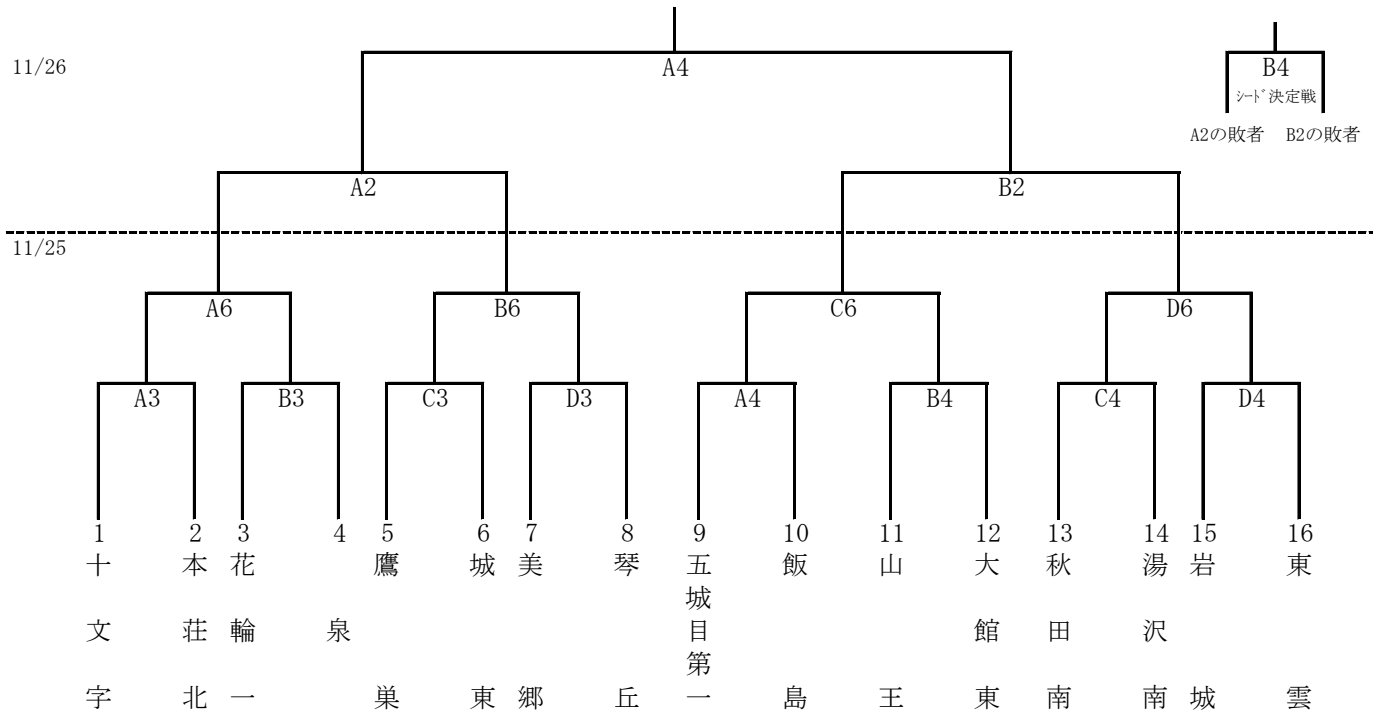 11/26
A4
B4
シード決定戦
A2の敗者 B2の敗者
A2
B2
11/25
A6
B6
C6
D6
A3
B3
C3
D3
A4
B4
C4
D4
1 十文字
2 本荘北
3 花輪一
4 泉
5 鷹巣
6 城東
7 美郷
8 琴丘
9 五城目第一
10 飯島
11 山王
12 大館東
13 秋田南
14 湯沢南
15 岩城
16 東雲